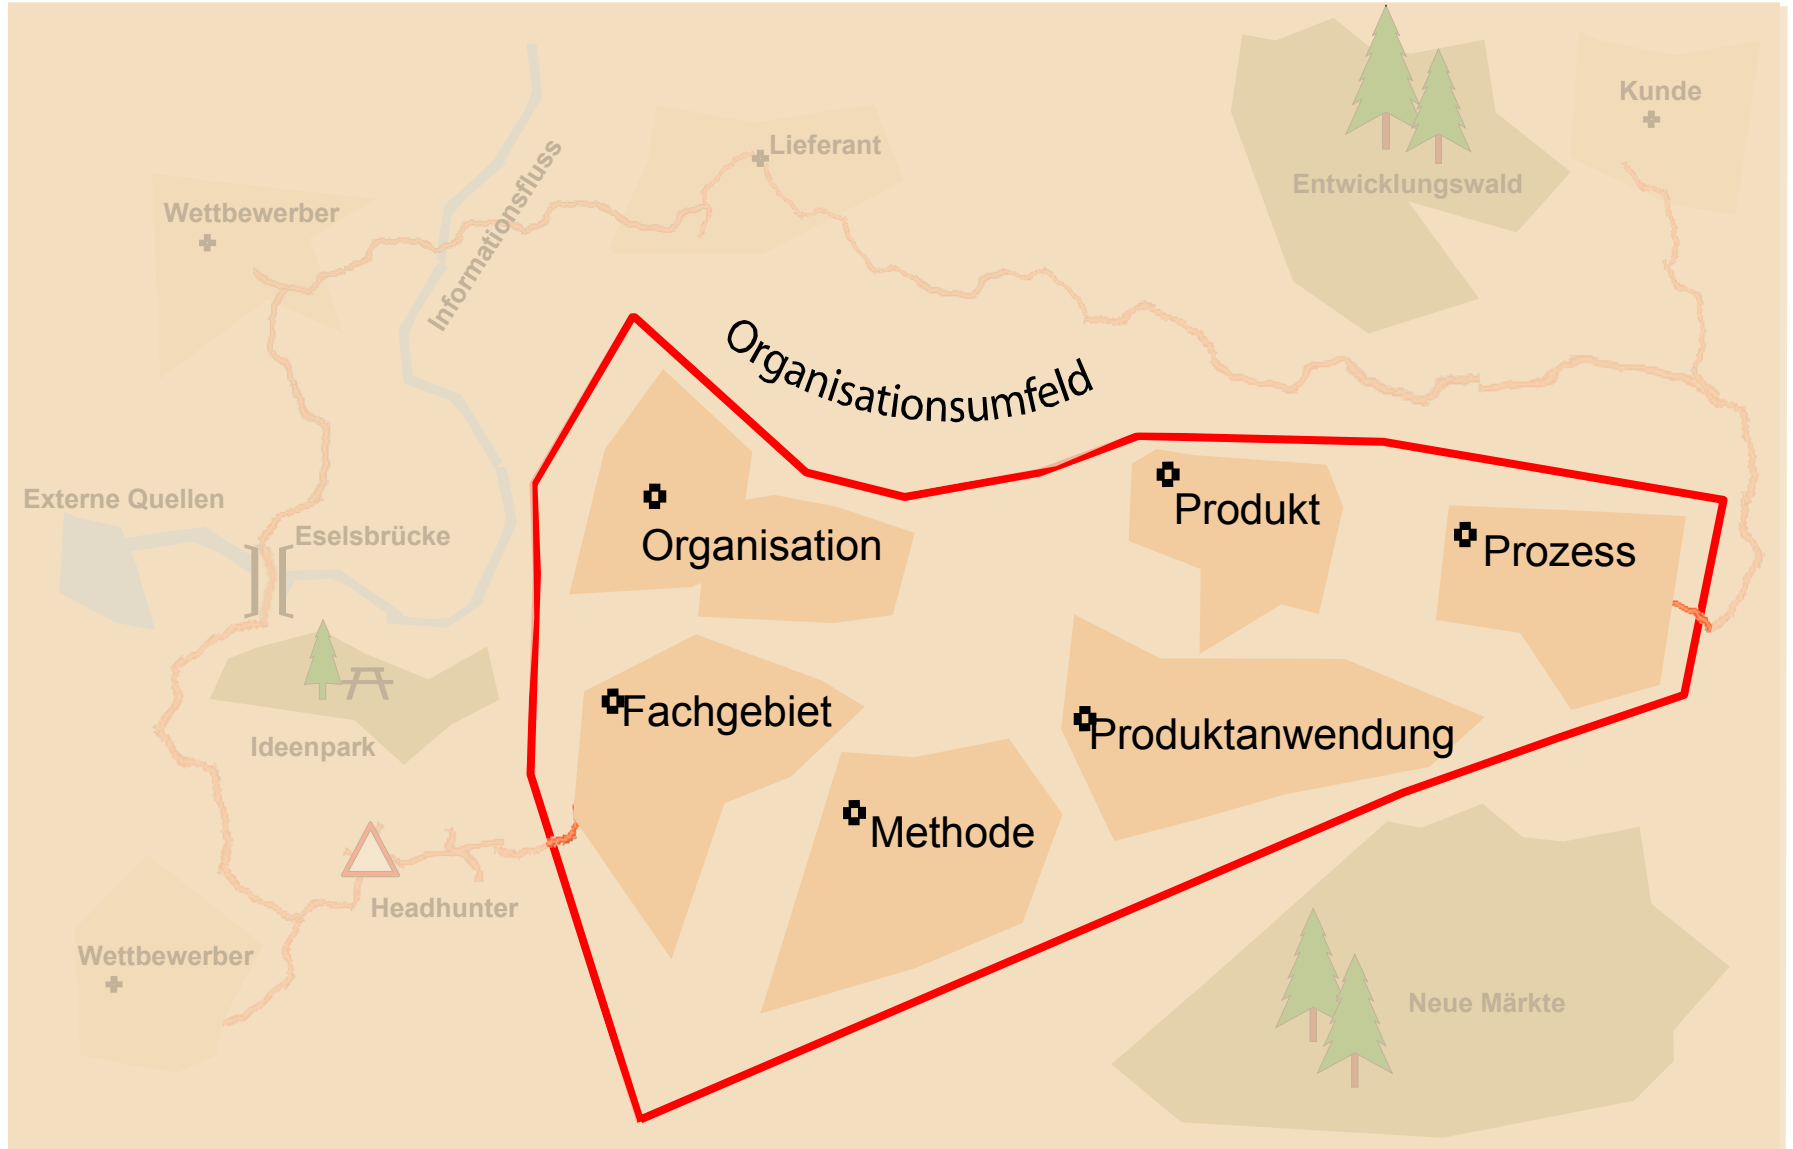 Kunde
Lieferant
Entwicklungswald
Wettbewerber
Informationsfluss
Organisationsumfeld
Externe Quellen
Eselsbrücke
Organisation
Produkt
Prozess
Fachgebiet
Produktanwendung
Ideenpark
Methode
Headhunter
Wettbewerber
Neue Märkte